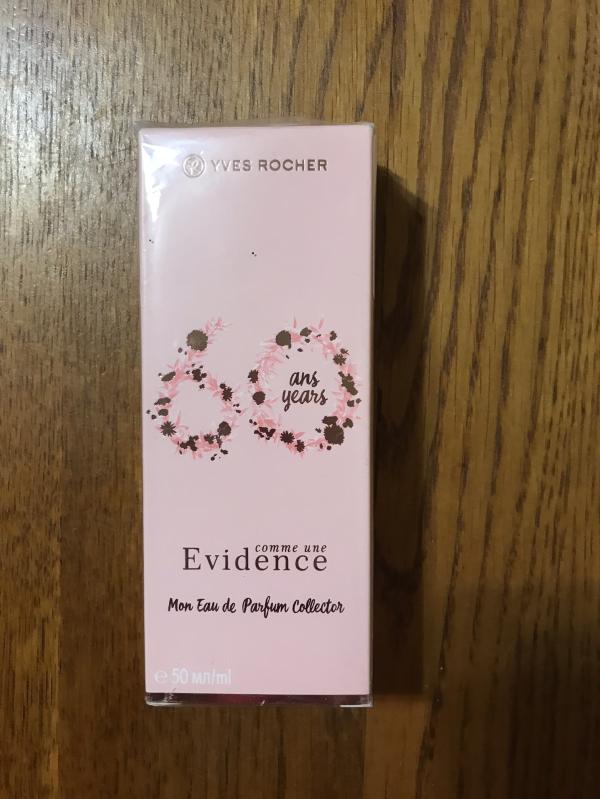 YVES ROCHER
60
ans
years
comme une
Evidence
Mon Eau de Parfum Collector
℮ 50 мл/ml